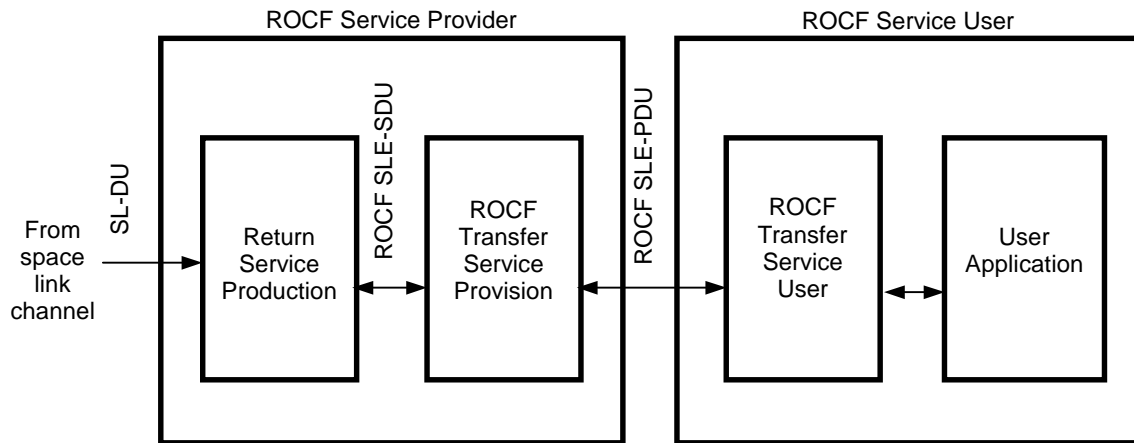 ROCF Service Provider
ROCF Service User
SL-DU
ROCF SLE-SDU
ROCF SLE-PDU
From
space
link
channel
Return
Service
Production
ROCF
Transfer
Service
Provision
ROCF
Transfer
Service
User
User
Application